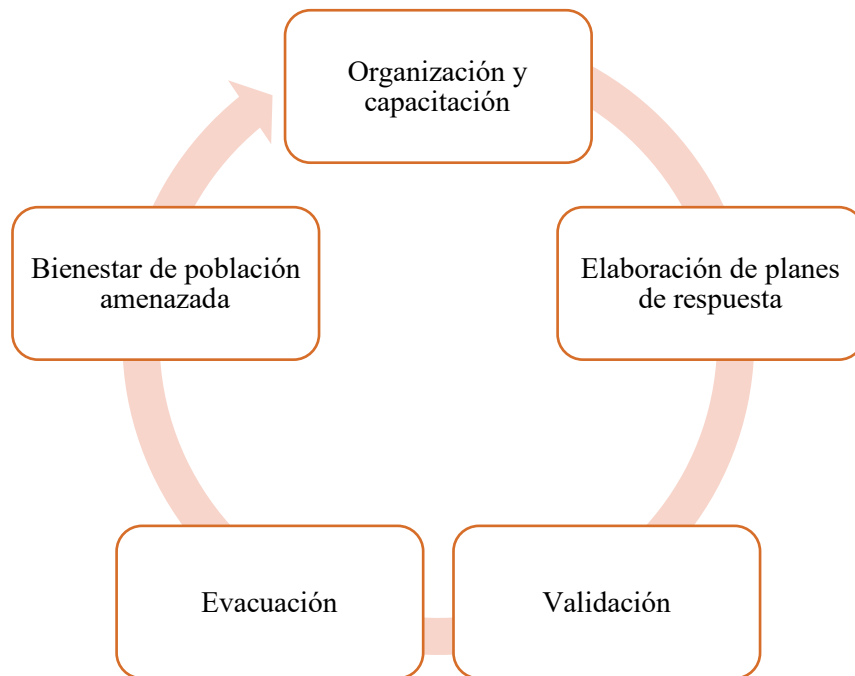 Organización y
capacitación
Elaboración de planes
de respuesta
Validación
Evacuación
Bienestar de población
amenazada